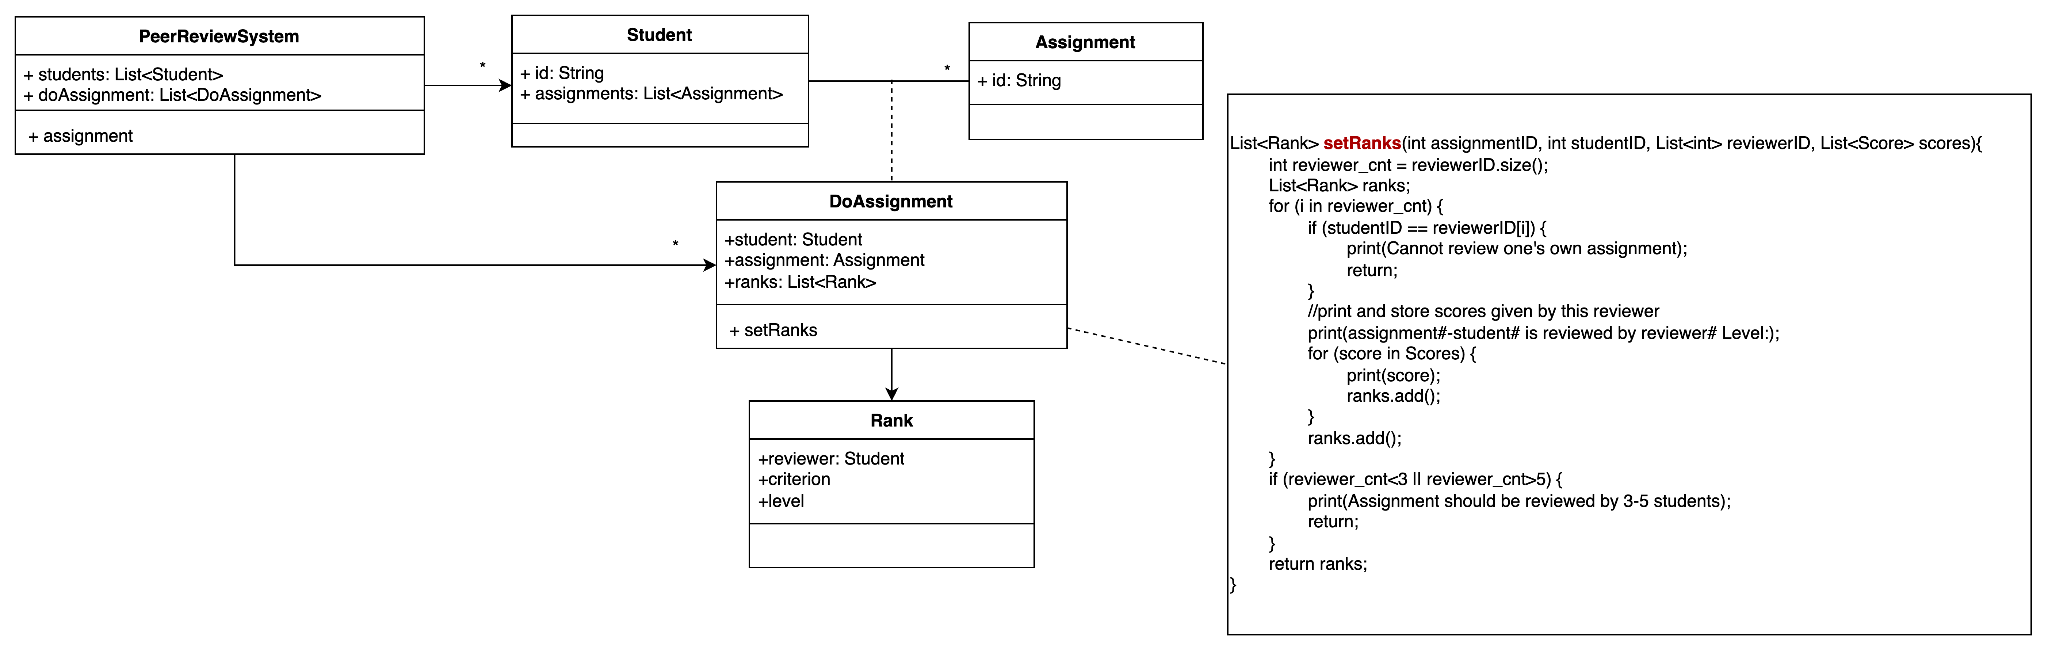 PeerReviewSystem
+ students: List<Student>
+ doAssignment: List<DoAssignment>
+ assignment
*
Student
+ id: String
+ assignments: List<Assignment>
*
Assignment
+ id: String
*
DoAssignment
+student: Student
+assignment: Assignment
+ranks: List<Rank>
+ setRanks
Rank
+reviewer: Student
+criterion
+level
List<Rank> setRanks(int assignmentID, int studentID, List<int> reviewerID, List<Score> scores){
int reviewer_cnt = reviewerID.size();
List<Rank> ranks;
for (i in reviewer_cnt) {
if (studentID == reviewerID[i]) {
print(Cannot review one's own assignment);
return;
}
//print and store scores given by this reviewer
print(assignment#-student# is reviewed by reviewer# Level:);
for (score in Scores) {
print(score);
ranks.add();
}
ranks.add();
}
if (reviewer_cnt<3 || reviewer_cnt>5) {
print(Assignment should be reviewed by 3-5 students);
return;
}
return ranks;
}